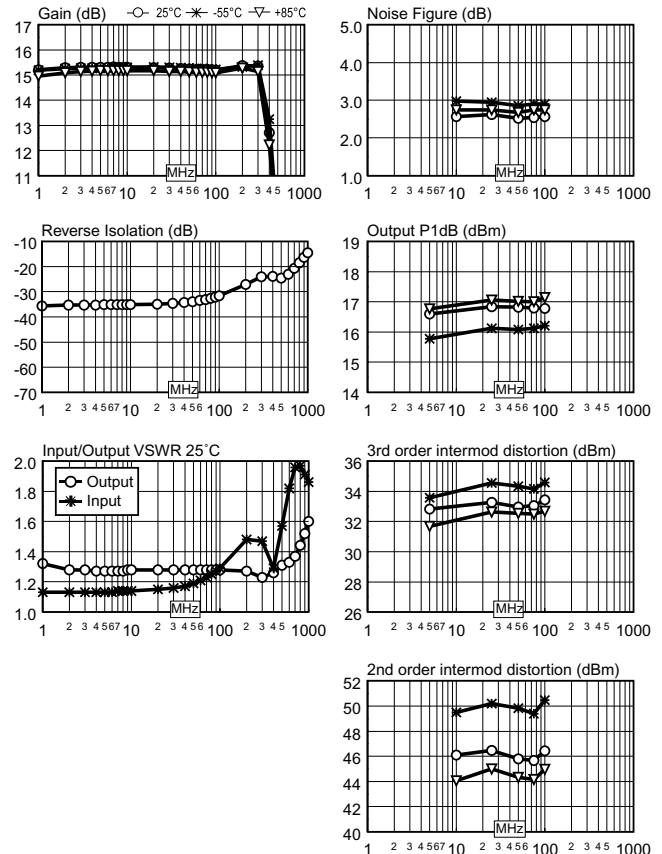 Gain (dB)
25°C -55°C +85°C
17
16
15
14
13
12
11
MHz
1 2 3 4 5 6 7 10 2 3 4 5 6 100 2 3 4 5 1000
Noise Figure (dB)
5.0
3.0
1.0
MHz
1 2 3 4 5 6 7 10 2 3 4 5 6 100 2 3 4 5 1000
Reverse Isolation (dB)
-10
-20
-30
-40
-50
-60
-70
MHz
1 2 3 4 5 6 7 10 2 3 4 5 6 100 2 3 4 5 1000
Output P1dB (dBm)
19
18
17
16
15
14
MHz
1 2 3 4 5 6 7 10 2 3 4 5 6 100 2 3 4 5 1000
Input/Output VSWR 25°C
Output
Input
2.0
1.8
1.6
1.4
1.2
1.0
MHz
1 2 3 4 5 6 7 10 2 3 4 5 6 100 2 3 4 5 1000
3rd order intermod distortion (dBm)
36
34
32
30
28
26
MHz
1 2 3 4 5 6 7 10 2 3 4 5 6 100 2 3 4 5 1000
2nd order intermod distortion (dBm)
52
50
48
46
44
42
40
MHz
1 2 3 4 5 6 7 10 2 3 4 5 6 100 2 3 4 5 1000